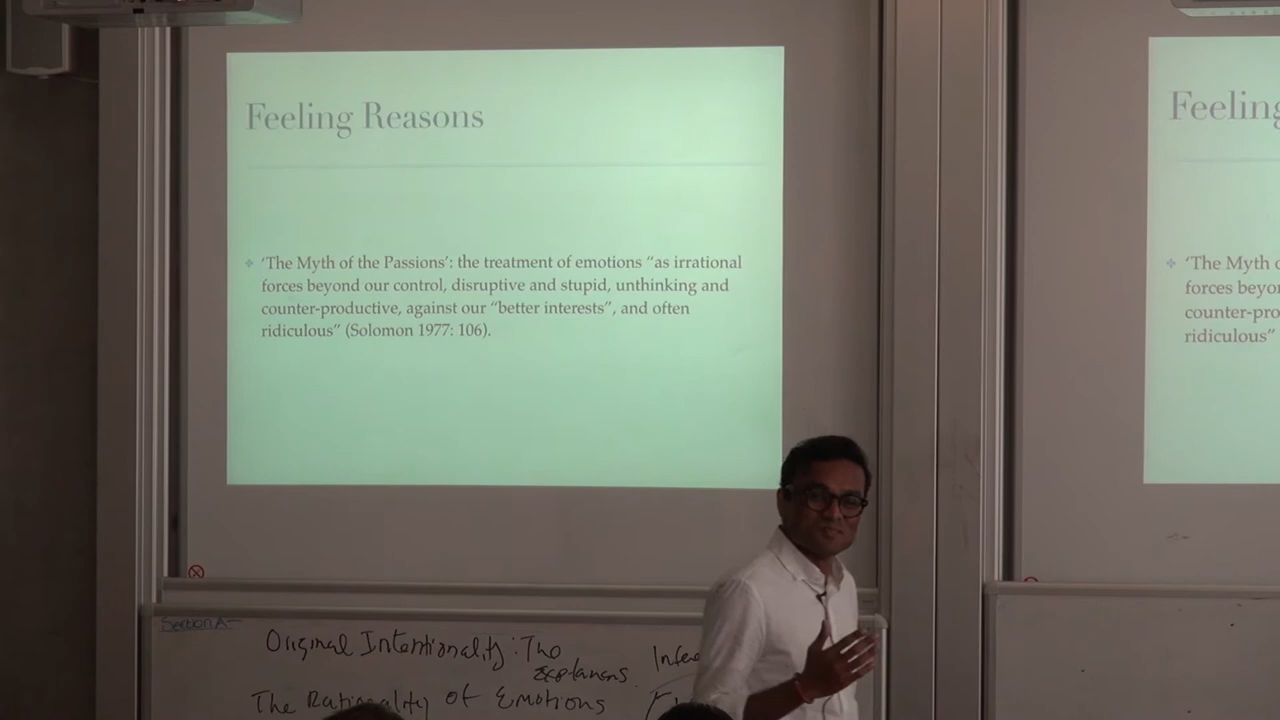 Feeling Reasons
‘The Myth of the Passions’: the treatment of emotions “as irrational
forces beyond our control, disruptive and stupid, unthinking and
counter-productive, against our “better interests”, and often
ridiculous” (Solomon 1977: 106).
Feeling
‘The Myth
forces
counter-pro
ridiculous”
Section A-
Original Intentionality: The
The Rationality of Emotions